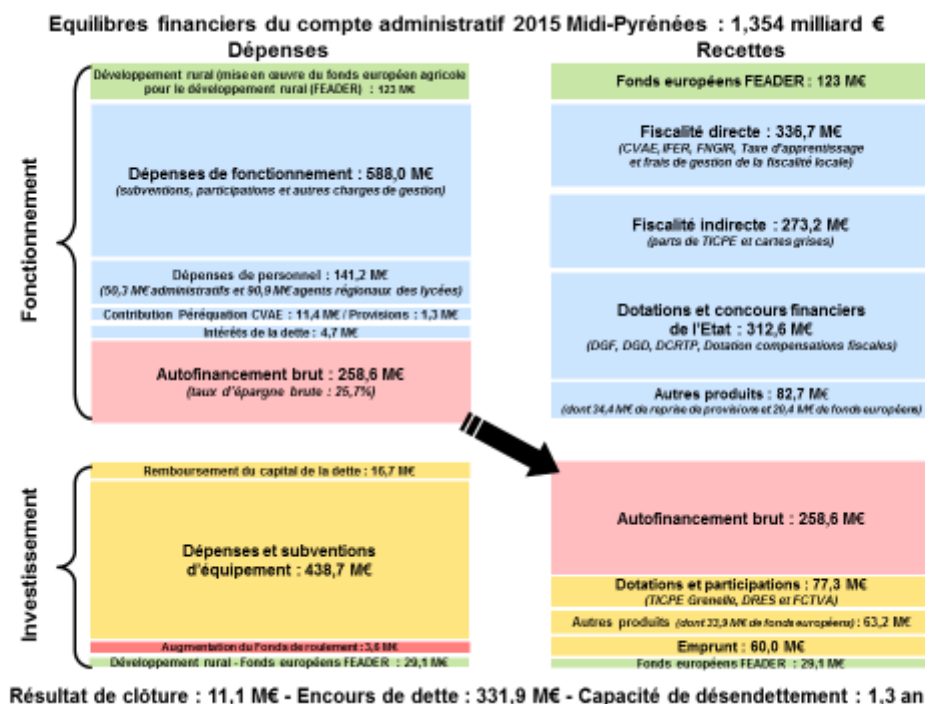 Equilibres financiers du compte administratif 2015 Midi-Pyrénées : 1,354 milliard €
Dépenses
Recettes
Fonctionnement
Développement rural (mise en œuvre du fonds européen agricole
pour le développement rural (FEADER) : 123 M€
Dépenses de fonctionnement : 588,0 M€
(subventions, participations et autres charges de gestion)
Dépenses de personnel : 141,2 M€
(50,3 M€ administratifs et 90,9 M€ agents régionaux des lycées)
Contribution Péréquation CVAE : 11,4 M€ / Provisions : 1,3 M€
Intérêts de la dette : 4,7 M€
Autofinancement brut : 258,6 M€
(taux d'épargne brute : 25,7%)
Fonds européens FEADER : 123 M€
Fiscalité directe : 336,7 M€
(CVAE, IFER, FNGIR, Taxe d'apprentissage
et frais de gestion de la fiscalité locale)
Fiscalité indirecte : 273,2 M€
(parts de TICPE et cartes grises)
Dotations et concours financiers
de l'Etat : 312,6 M€
(DGF, DGD, DCRTP, Dotation compensations fiscales)
Autres produits : 82,7 M€
(dont 34,4 M€ de reprise de provisions et 20,4 M€ de fonds européens)
Investissement
Remboursement du capital de la dette : 16,7 M€
Dépenses et subventions
d'équipement : 438,7 M€
Augmentation du Fonds de roulement : 3,6 M€
Développement rural - Fonds européens FEADER : 29,1 M€
Autofinancement brut : 258,6 M€
Dotations et participations : 77,3 M€
(TICPE Grenelle, DRES et FCTVA)
Autres produits (dont 33,9 M€ de fonds européens) : 63,2 M€
Emprunt : 60,0 M€
Fonds européens FEADER : 29,1 M€
Résultat de clôture : 11,1 M€ - Encours de dette : 331,9 M€ - Capacité de désendettement : 1,3 an